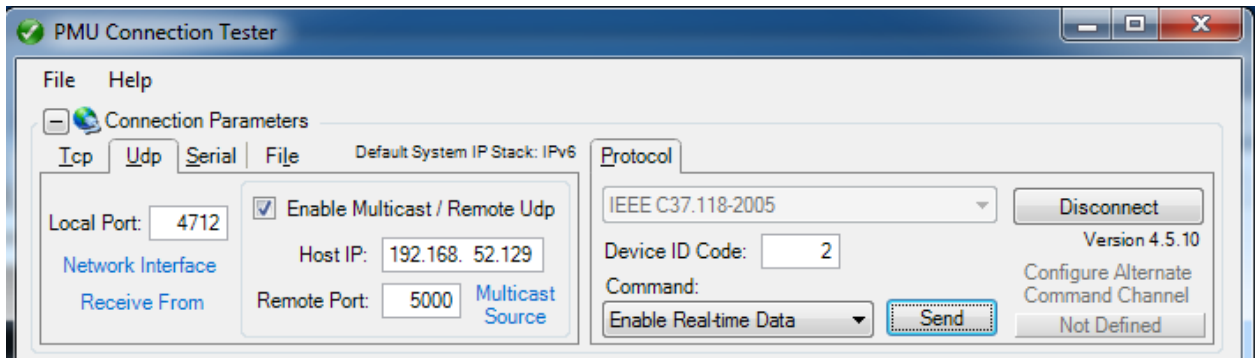 PMU Connection Tester
File Help
Connection Parameters
Tcp Udp Serial File Default System IP Stack: IPv6
Local Port: 4712
Network Interface
Receive From
Enable Multicast / Remote Udp
Host IP: 192.168. 52.129
Remote Port: 5000 Multicast Source
Protocol
IEEE C37.118-2005
Device ID Code: 2
Command:
Enable Real-time Data Send
Disconnect
Version 4.5.10
Configure Alternate
Command Channel
Not Defined